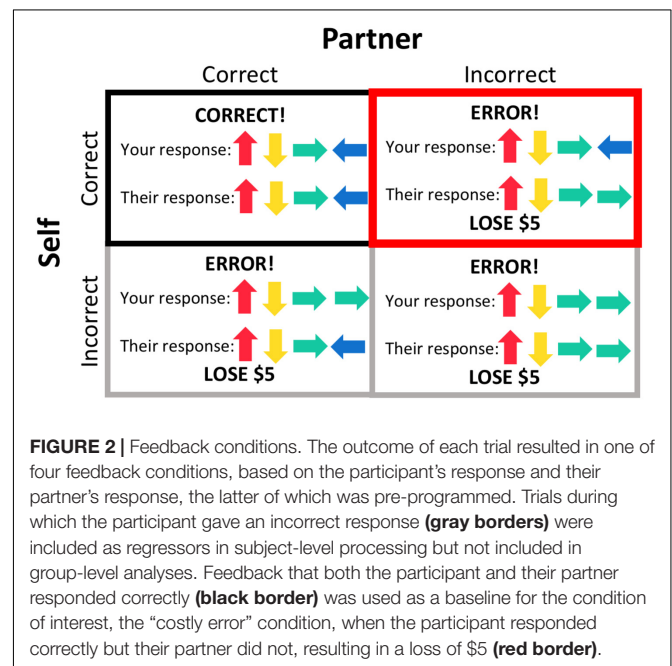 Partner
Correct Incorrect
Self
Correct
CORRECT!
Your response:
Their response:
ERROR!
Your response:
Their response:
LOSE $5
Incorrect
ERROR!
Your response:
Their response:
LOSE $5
ERROR!
Your response:
Their response:
LOSE $5
FIGURE 2 | Feedback conditions. The outcome of each trial resulted in one of
four feedback conditions, based on the participant's response and their
partner's response, the latter of which was pre-programmed. Trials during
which the participant gave an incorrect response (gray borders) were
included as regressors in subject-level processing but not included in
group-level analyses. Feedback that both the participant and their partner
responded correctly (black border) was used as a baseline for the condition
of interest, the “costly error” condition, when the participant responded
correctly but their partner did not, resulting in a loss of $5 (red border).